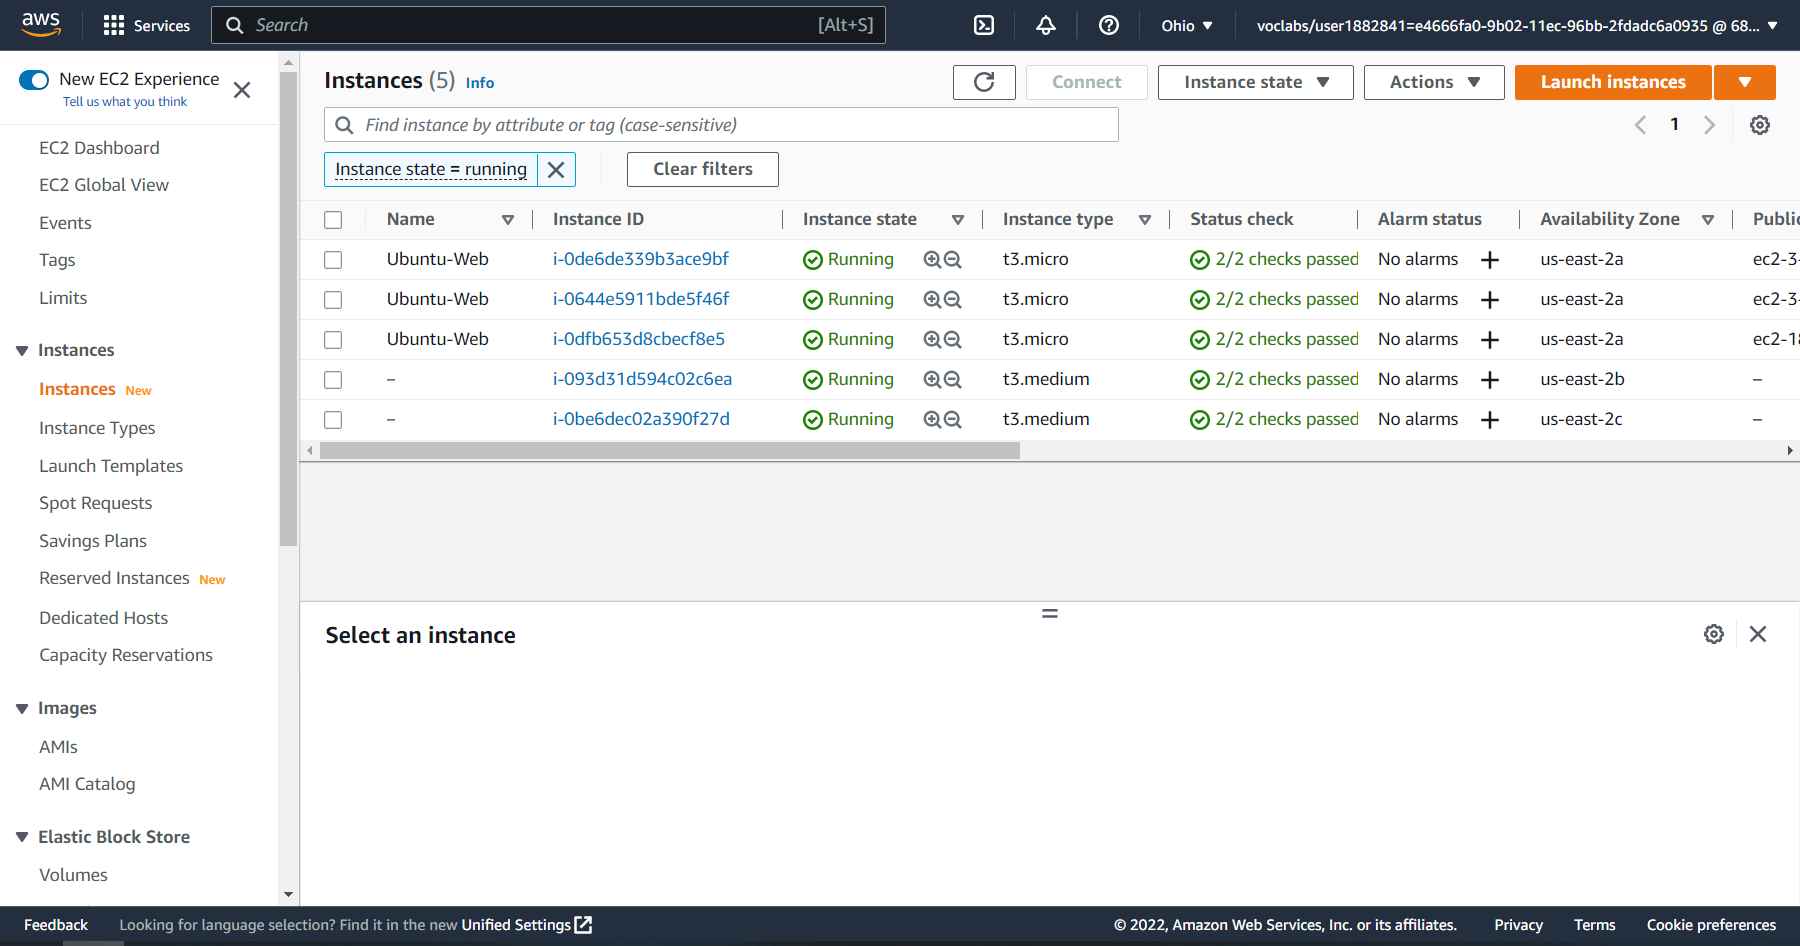 aws
Services
Search [Alt+S]
Ohio
voclabs/user1882841=e4666fa0-9b02-11ec-96bb-2fdadc6a0935 @ 68...
New EC2 Experience
Tell us what you think
EC2 Dashboard
EC2 Global View
Events
Tags
Limits
Instances
Instances New
Instance Types
Launch Templates
Spot Requests
Savings Plans
Reserved Instances New
Dedicated Hosts
Capacity Reservations
Images
AMIs
AMI Catalog
Elastic Block Store
Volumes
Instances (5) Info
Connect
Instance state
Actions
Launch instances
Find instance by attribute or tag (case-sensitive)
1
Instance state = running
Clear filters
Name Instance ID Instance state Instance type Status check Alarm status Availability Zone Public
Ubuntu-Web i-0de6de339b3ace9bf Running t3.micro 2/2 checks passed No alarms us-east-2a ec2-3-
Ubuntu-Web i-0644e5911bde5f46f Running t3.micro 2/2 checks passed No alarms us-east-2a ec2-3-
Ubuntu-Web i-0dfb653d8cbecf8e5 Running t3.micro 2/2 checks passed No alarms us-east-2a ec2-18
– i-093d31d594c02c6ea Running t3.medium 2/2 checks passed No alarms us-east-2b –
– i-0be6dec02a390f27d Running t3.medium 2/2 checks passed No alarms us-east-2c –
Select an instance
Feedback Looking for language selection? Find it in the new Unified Settings
© 2022, Amazon Web Services, Inc. or its affiliates. Privacy Terms Cookie preferences